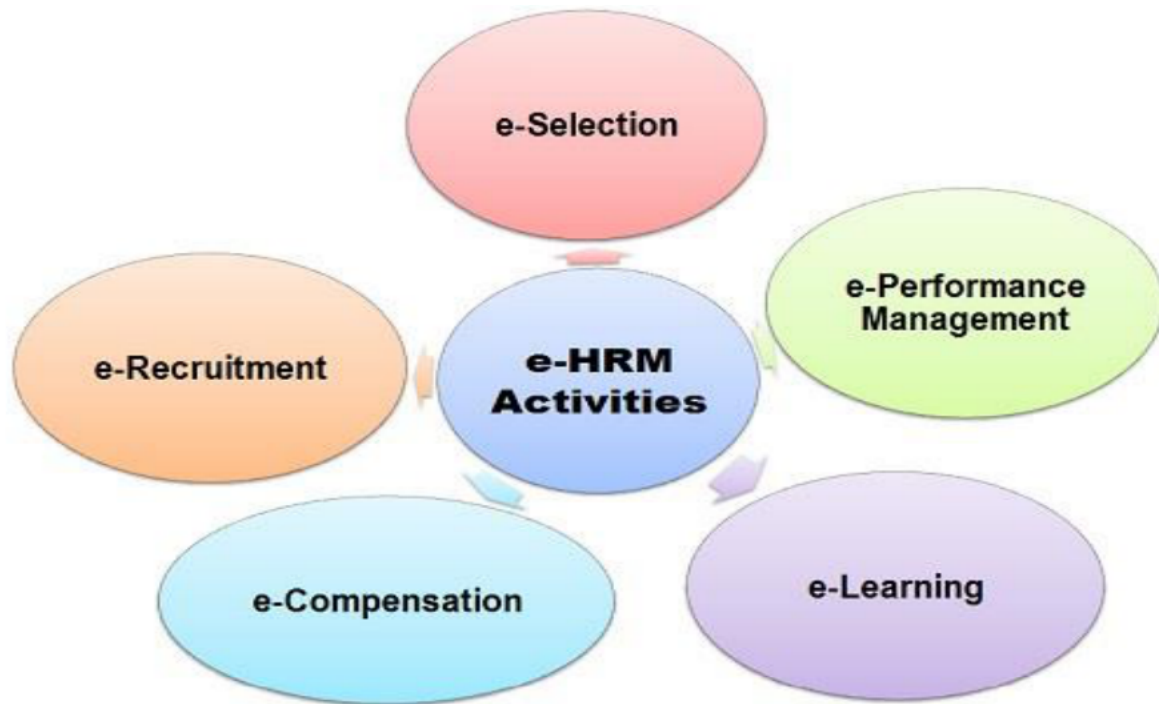 e-Selection
e-Performance
Management
e-HRM
Activities
e-Recruitment
e-Compensation
e-Learning